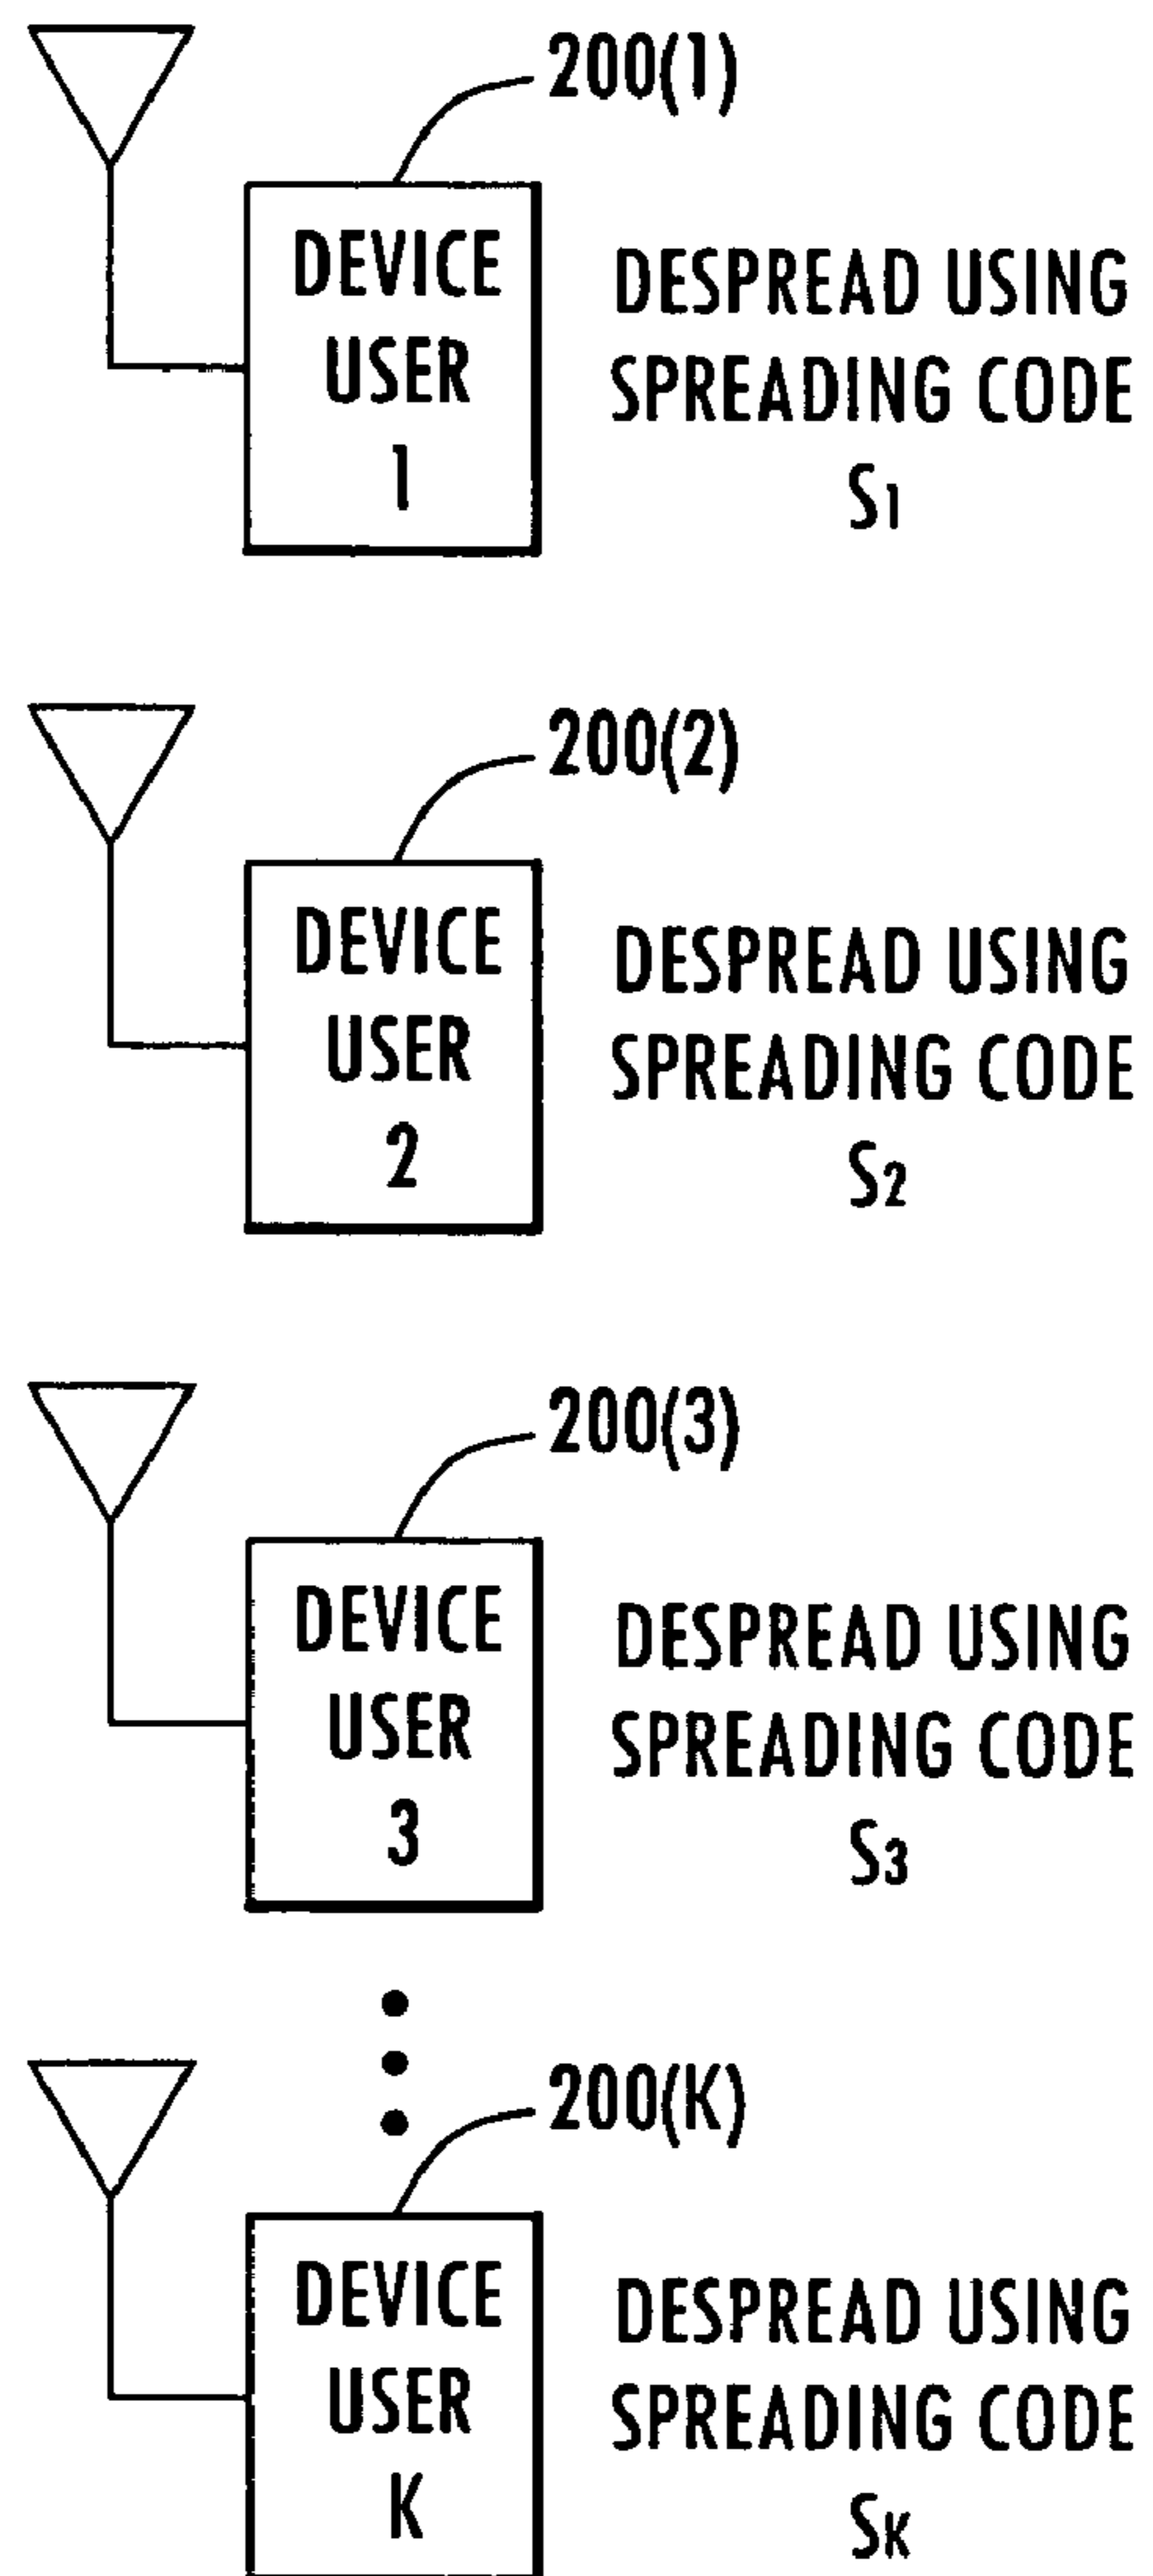 200(1)
DEVICE
USER
1
DESPREAD USING
SPREADING CODE
S1
200(2)
DEVICE
USER
2
DESPREAD USING
SPREADING CODE
S2
200(3)
DEVICE
USER
3
DESPREAD USING
SPREADING CODE
S3
200(K)
DEVICE
USER
K
DESPREAD USING
SPREADING CODE
SK